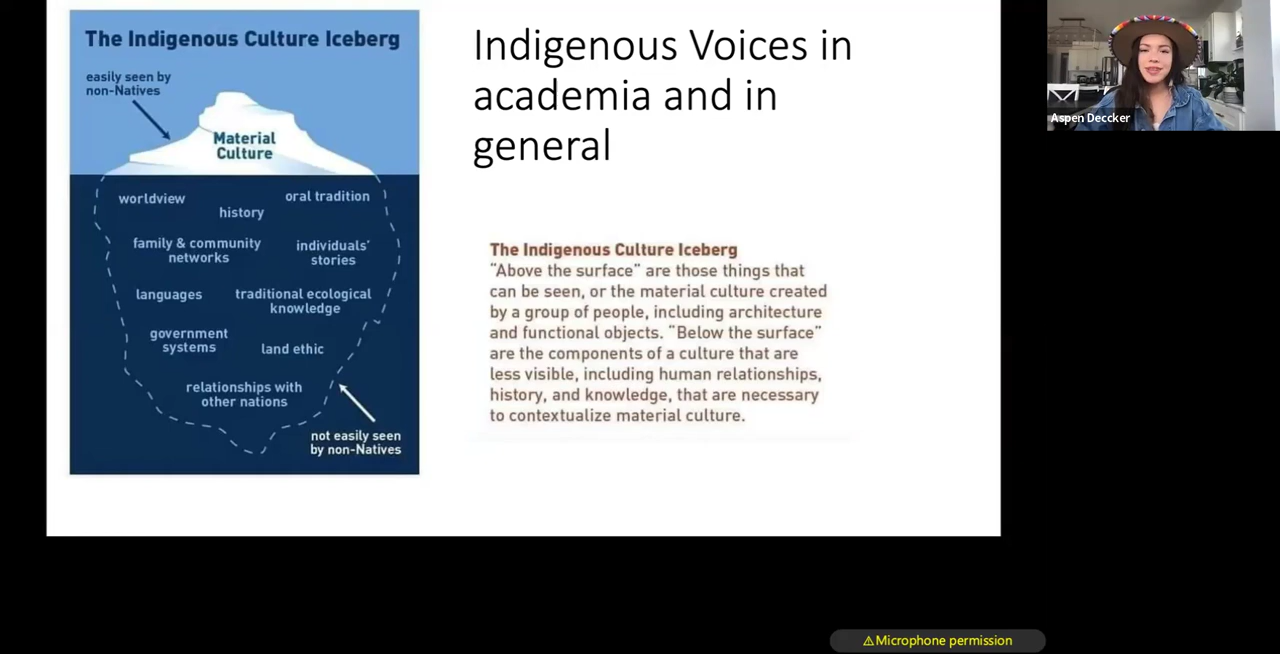 The Indigenous Culture Iceberg
easily seen by
non-Natives
Material
Culture
worldview
oral tradition
history
family & community
networks
individuals'
stories
languages
traditional ecological
knowledge
government
systems
land ethic
relationships with
other nations
not easily seen
by non-Natives
Indigenous Voices in
academia and in
general
The Indigenous Culture Iceberg
"Above the surface" are those things that
can be seen, or the material culture created
by a group of people, including architecture
and functional objects. "Below the surface"
are the components of a culture that are
less visible, including human relationships,
history, and knowledge, that are necessary
to contextualize material culture.
Aspen Deccker
⚠Microphone permission